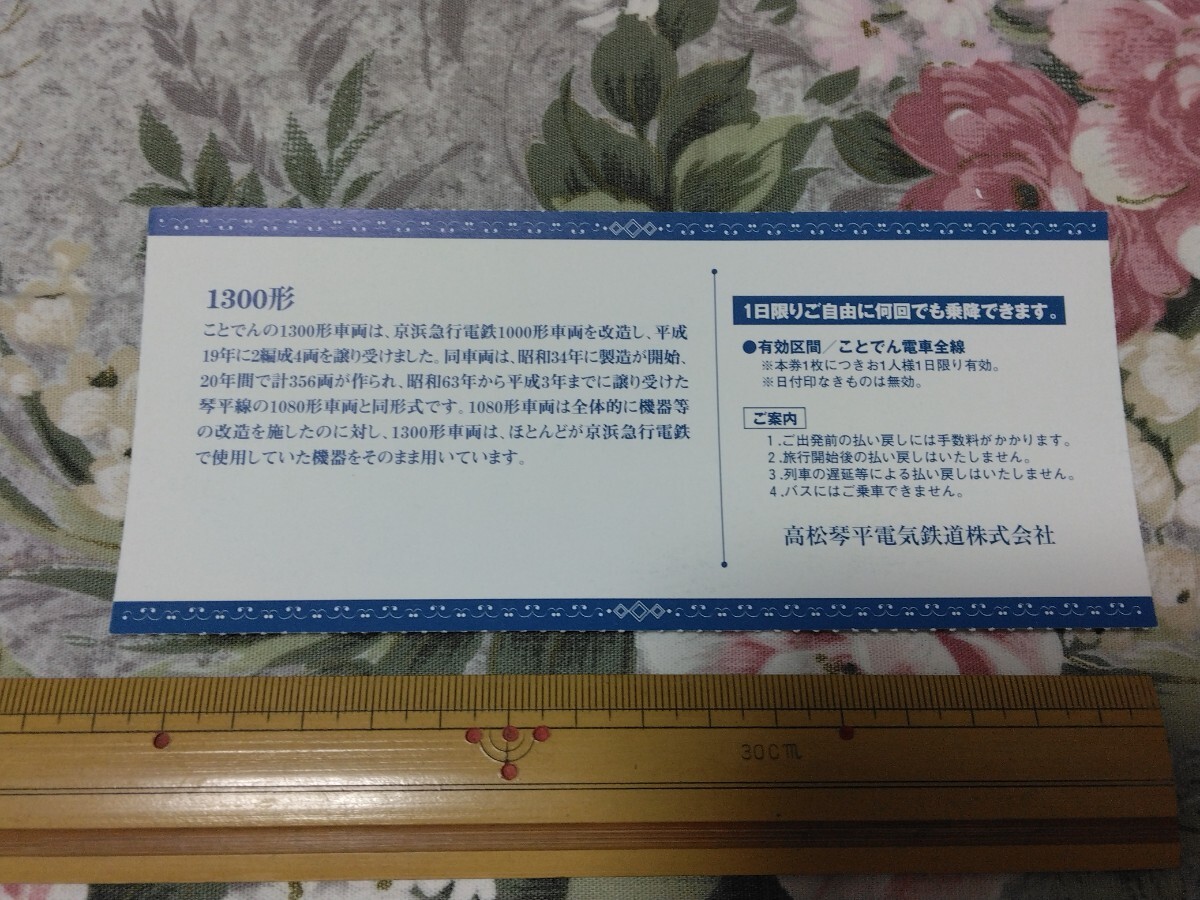 1300形
ことでんの1300形車両は、京浜急行電鉄1000形車両を改造し、平成
19年に2編成4両を譲り受けました。同車両は、昭和34年に製造が開始、
20年間で計356両が作られ、昭和63年から平成3年までに譲り受けた
琴平線の1080形車両と同形式です。1080形車両は全体的に機器等
の改造を施したのに対し、1300形車両は、ほとんどが京浜急行電鉄
で使用していた機器をそのまま用いています。
1日限りご自由に何回でも乗降できます。
●有効区間／ことでん電車全線
※本券1枚につきお1人様1日限り有効。
※日付印なきものは無効。
ご案内
1.ご出発前の払い戻しには手数料がかかります。
2.旅行開始後の払い戻しはいたしません。
3.列車の遅延等による払い戻しはいたしません。
4.バスにはご乗車できません。
高松琴平電気鉄道株式会社
30cm